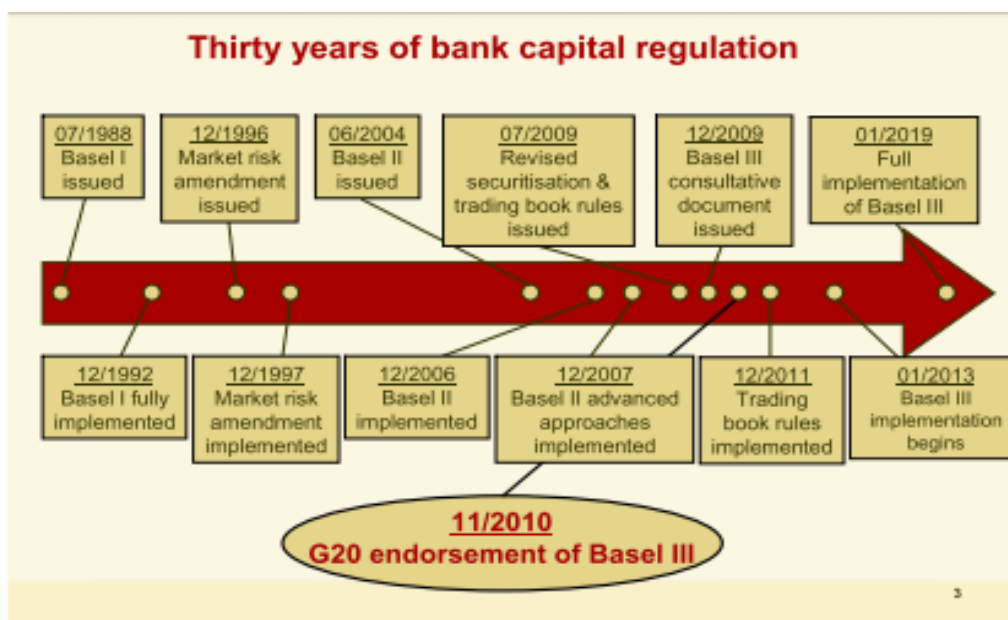 Thirty years of bank capital regulation
07/1988
Basel I
issued
12/1996
Market risk
amendment
issued
06/2004
Basel II
issued
07/2009
Revised
securitisation &
trading book rules
issued
12/2009
Basel III
consultative
document
issued
01/2019
Full
implementation
of Basel III
12/1992
Basel I fully
implemented
12/1997
Market risk
amendment
implemented
12/2006
Basel II
implemented
12/2007
Basel II advanced
approaches
implemented
12/2011
Trading
book rules
implemented
01/2013
Basel III
implementation
begins
11/2010
G20 endorsement of Basel III
3